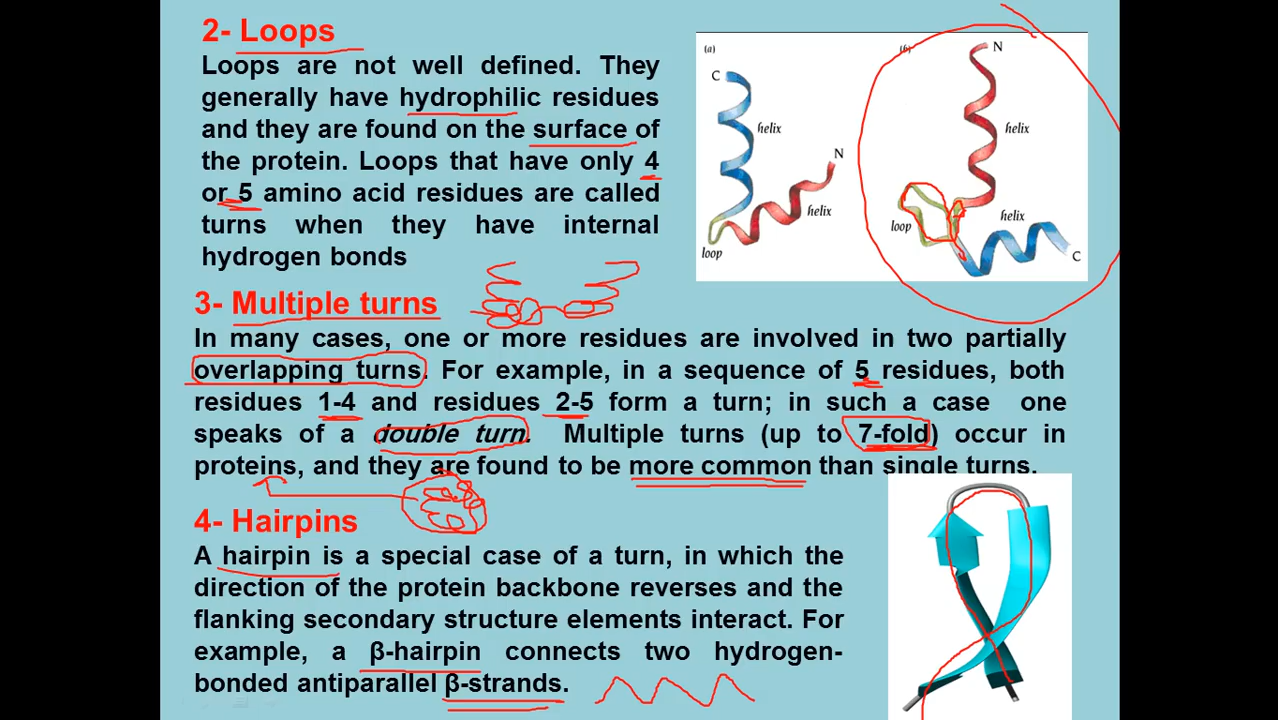 2- Loops
Loops are not well defined. They
generally have hydrophilic residues
and they are found on the surface of
the protein. Loops that have only 4
or 5 amino acid residues are called
turns when they have internal
hydrogen bonds
(a)
C
helix
N
helix
loop
(b)
N
helix
loop
helix
C
3- Multiple turns
In many cases, one or more residues are involved in two partially
overlapping turns. For example, in a sequence of 5 residues, both
residues 1-4 and residues 2-5 form a turn; in such a case one
speaks of a double turn. Multiple turns (up to 7-fold) occur in
proteins, and they are found to be more common than single turns.
4- Hairpins
A hairpin is a special case of a turn, in which the
direction of the protein backbone reverses and the
flanking secondary structure elements interact. For
example, a β-hairpin connects two hydrogen-
bonded antiparallel β-strands.